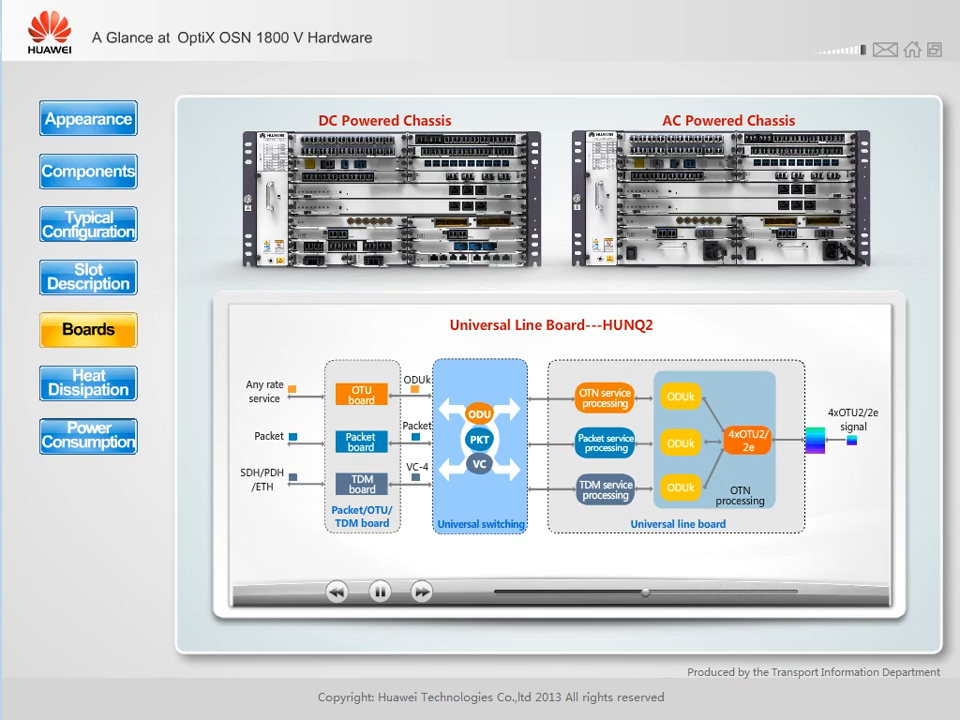 HUAWEI
A Glance at OptiX OSN 1800 V Hardware
Appearance
Components
Typical
Configuration
Slot
Description
Boards
Heat
Dissipation
Power
Consumption
DC Powered Chassis
AC Powered Chassis
HUAWEI
HUAWEI
Universal Line Board---HUNQ2
Any rate
service
OTU
board
ODUk
Packet
Packet
board
Packet
SDH/PDH
/ETH
TDM
board
VC-4
Packet/OTU/
TDM board
ODU
PKT
VC
Universal switching
OTN service
processing
ODUk
Packet service
processing
ODUk
TDM service
processing
ODUk
4xOTU2/
2e
OTN
processing
Universal line board
4xOTU2/2e
signal
Produced by the Transport Information Department
Copyright: Huawei Technologies Co.,ltd 2013 All rights reserved